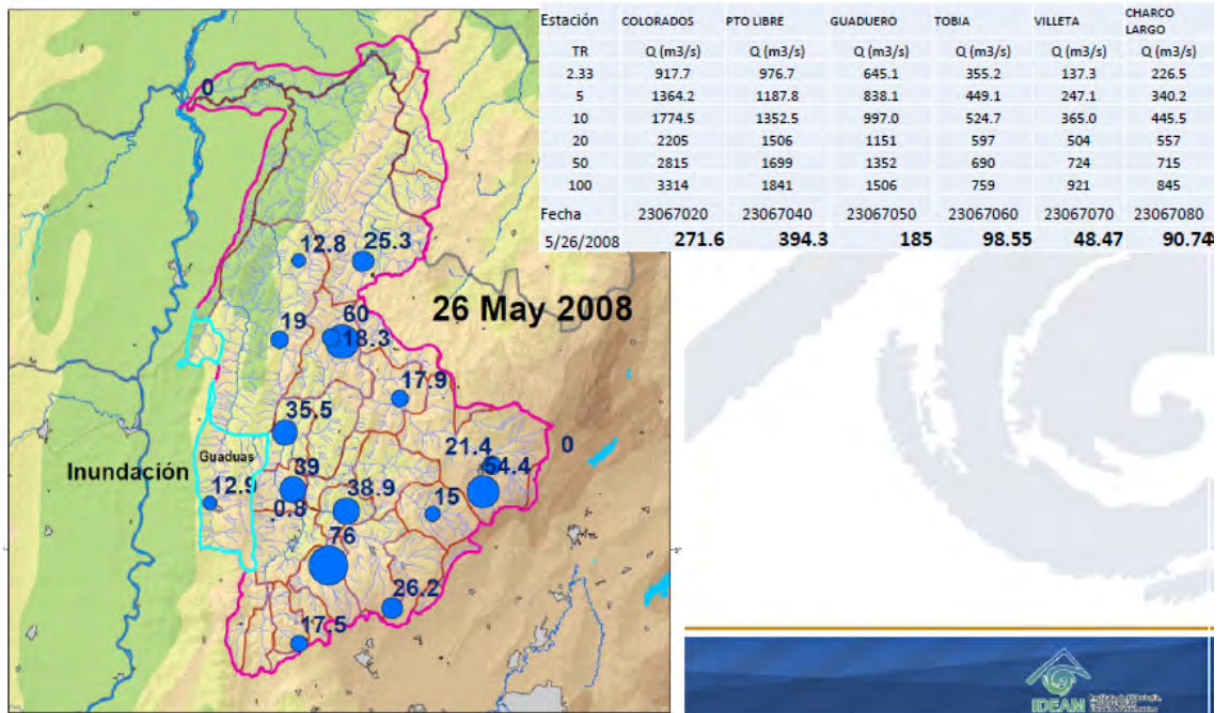 Estación COLORADOS PTO LIBRE GUADUERO TOBIA VILLETA CHARCO LARGO
TR Q (m3/s) Q (m3/s) Q (m3/s) Q (m3/s) Q (m3/s) Q (m3/s)
2.33 917.7 976.7 645.1 355.2 137.3 226.5
5 1364.2 1187.8 838.1 449.1 247.1 340.2
10 1774.5 1352.5 997.0 524.7 365.0 445.5
20 2205 1506 1151 597 504 557
50 2815 1699 1352 690 724 715
100 3314 1841 1506 759 921 845
Fecha 23067020 23067040 23067050 23067060 23067070 23067080
5/26/2008 271.6 394.3 185 98.55 48.47 90.74
0
12.8 25.3
26 May 2008
19 60
18.3
17.9
35.5
21.4 0
Guaduas
Inundación
54.4
12.9 39
0.8 38.9 15
76
26.2
17.5
IDEAM